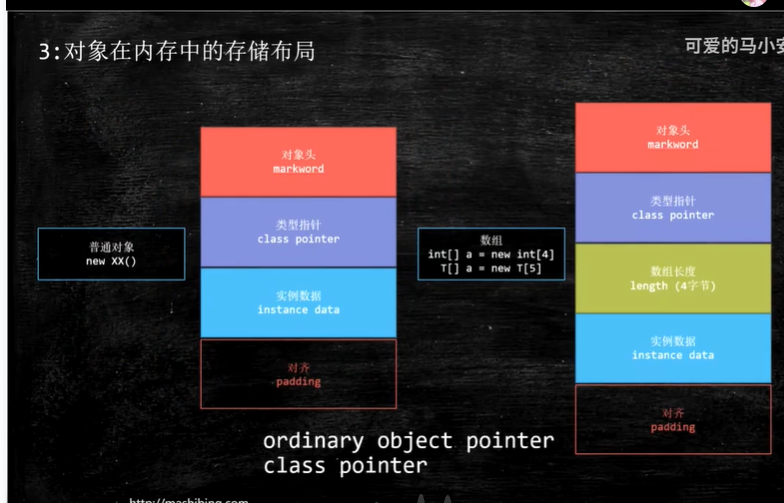 3:对象在内存中的存储布局
可爱的马小安
普通对象
new XX()
对象头
markword
类型指针
class pointer
实例数据
instance data
对齐
padding
数组
int[] a = new int[4]
T[] a = new T[5]
对象头
markword
类型指针
class pointer
数组长度
length (4字节)
实例数据
instance data
对齐
padding
ordinary object pointer
class pointer
http://mashibing.com